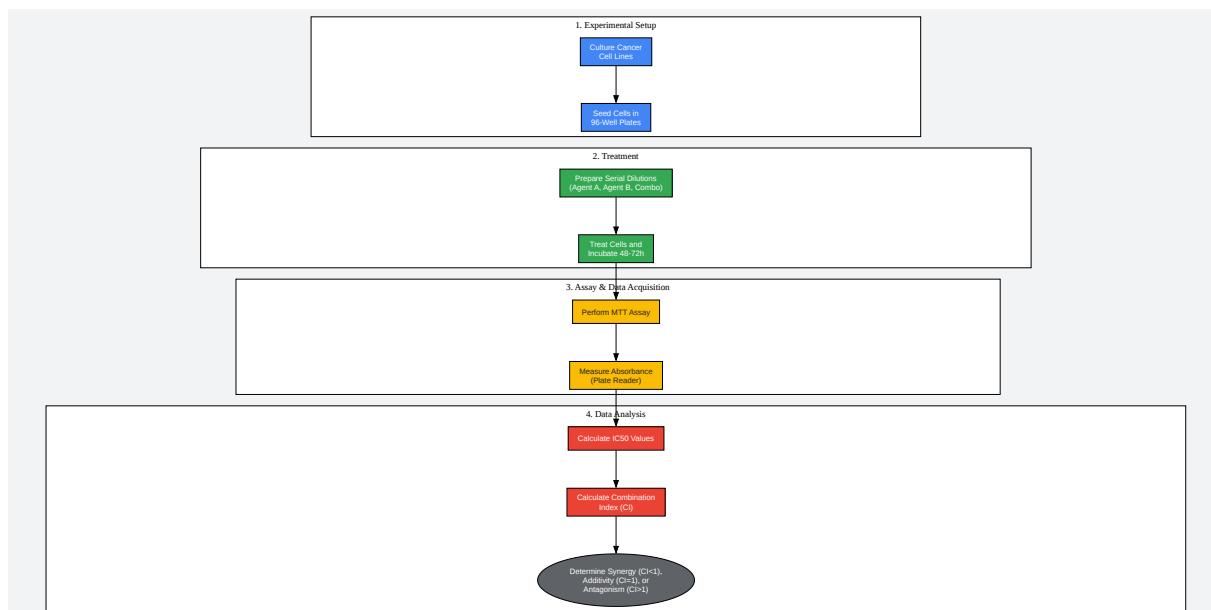 1. Experimental Setup
Culture Cancer
Cell Lines
Seed Cells in
96-Well Plates
2. Treatment
Prepare Serial Dilutions
(Agent A, Agent B, Combo)
Treat Cells and
Incubate 48-72h
3. Assay & Data Acquisition
Perform MTT Assay
Measure Absorbance
(Plate Reader)
4. Data Analysis
Calculate IC50 Values
Calculate Combination
Index (CI)
Determine Synergy (CI<1),
Additivity (CI=1), or
Antagonism (CI>1)